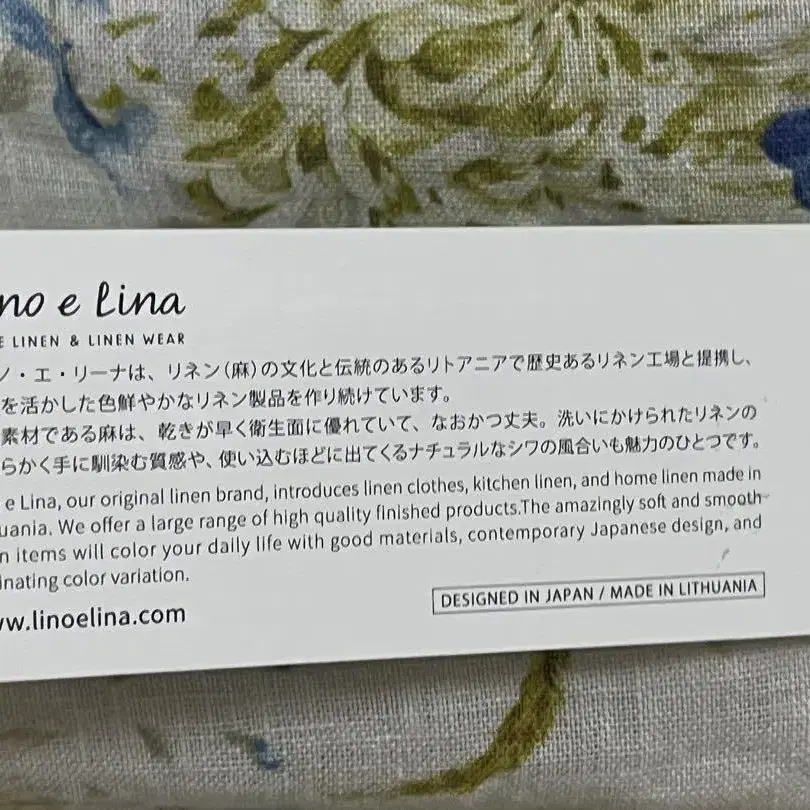 no e Lina
E LINEN & LINEN WEAR
ノ・エ・リーナは、リネン(麻)の文化と伝統のあるリトアニアで歴史あるリネン工場と提携し、
を活かした色鮮やかなリネン製品を作り続けています。
素材である麻は、乾きが早く衛生面に優れていて、なおかつ丈夫。洗いにかけられたリネンの
らかく手に馴染む質感や、使い込むほどに出てくるナチュラルなシワの風合いも魅力のひとつです。
e Lina, our original linen brand, introduces linen clothes, kitchen linen, and home linen made in
uania. We offer a large range of high quality finished products.The amazingly soft and smooth
n items will color your daily life with good materials, contemporary Japanese design, and
inating color variation.
w.linoelina.com
DESIGNED IN JAPAN / MADE IN LITHUANIA